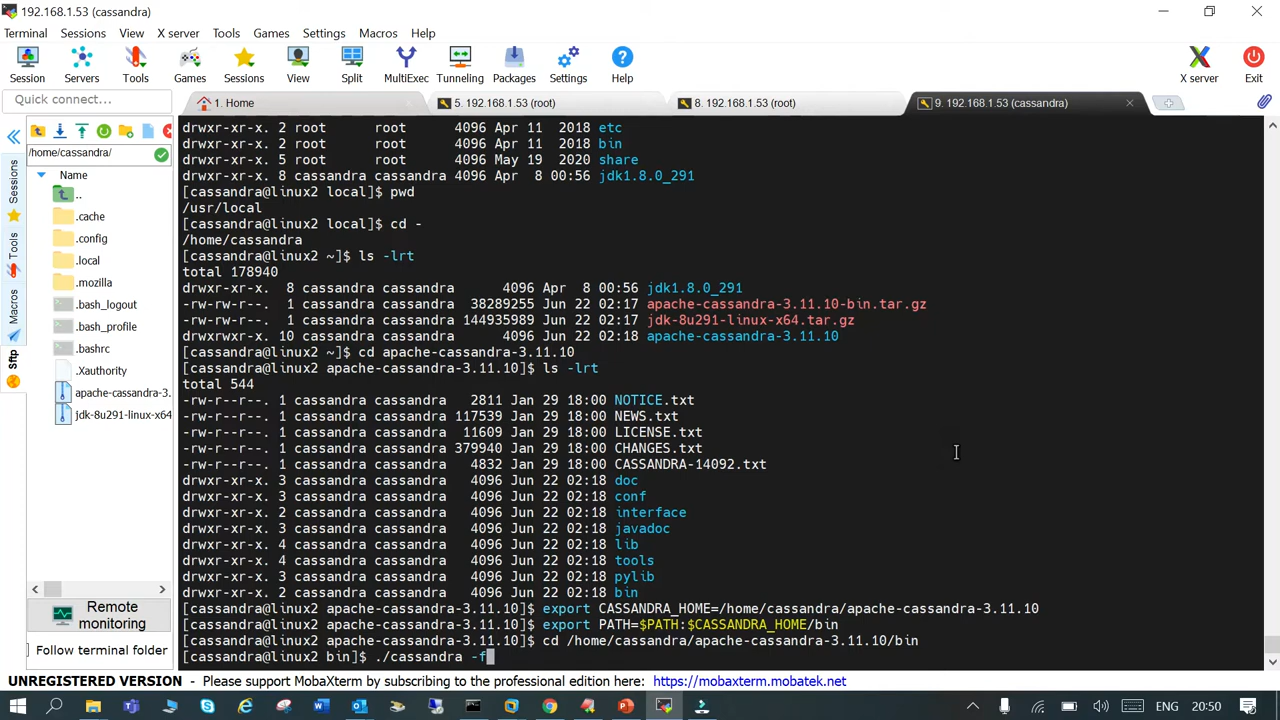 192.168.1.53 (cassandra)
Terminal Sessions View X server Tools Games Settings Macros Help
Session Servers Tools Games Sessions View Split MultiExec Tunneling Packages Settings Help X server Exit
Quick connect...
1. Home
5. 192.168.1.53 (root)
8. 192.168.1.53 (root)
9. 192.168.1.53 (cassandra)
Sessions
Tools
Macros
Sftp
/home/cassandra/
Name
..
.cache
.config
.local
.mozilla
.bash_logout
.bash_profile
.bashrc
.Xauthority
apache-cassandra-3.
jdk-8u291-linux-x64
Remote
monitoring
Follow terminal folder
drwxr-xr-x. 2 root root 4096 Apr 11 2018 etc
drwxr-xr-x. 2 root root 4096 Apr 11 2018 bin
drwxr-xr-x. 5 root root 4096 May 19 2020 share
drwxr-xr-x. 8 cassandra cassandra 4096 Apr 8 00:56 jdk1.8.0_291
[cassandra@linux2 local]$ pwd
/usr/local
[cassandra@linux2 local]$ cd -
/home/cassandra
[cassandra@linux2 ~]$ ls -lrt
total 178940
drwxr-xr-x. 8 cassandra cassandra 4096 Apr 8 00:56 jdk1.8.0_291
-rw-rw-r--. 1 cassandra cassandra 38289255 Jun 22 02:17 apache-cassandra-3.11.10-bin.tar.gz
-rw-rw-r--. 1 cassandra cassandra 144935989 Jun 22 02:17 jdk-8u291-linux-x64.tar.gz
drwxrwxr-x. 10 cassandra cassandra 4096 Jun 22 02:18 apache-cassandra-3.11.10
[cassandra@linux2 ~]$ cd apache-cassandra-3.11.10
[cassandra@linux2 apache-cassandra-3.11.10]$ ls -lrt
total 544
-rw-r--r--. 1 cassandra cassandra 2811 Jan 29 18:00 NOTICE.txt
-rw-r--r--. 1 cassandra cassandra 117539 Jan 29 18:00 NEWS.txt
-rw-r--r--. 1 cassandra cassandra 11609 Jan 29 18:00 LICENSE.txt
-rw-r--r--. 1 cassandra cassandra 379940 Jan 29 18:00 CHANGES.txt
-rw-r--r--. 1 cassandra cassandra 4832 Jan 29 18:00 CASSANDRA-14092.txt
drwxr-xr-x. 3 cassandra cassandra 4096 Jun 22 02:18 doc
drwxr-xr-x. 3 cassandra cassandra 4096 Jun 22 02:18 conf
drwxr-xr-x. 2 cassandra cassandra 4096 Jun 22 02:18 interface
drwxr-xr-x. 3 cassandra cassandra 4096 Jun 22 02:18 javadoc
drwxr-xr-x. 4 cassandra cassandra 4096 Jun 22 02:18 lib
drwxr-xr-x. 4 cassandra cassandra 4096 Jun 22 02:18 tools
drwxr-xr-x. 3 cassandra cassandra 4096 Jun 22 02:18 pylib
drwxr-xr-x. 2 cassandra cassandra 4096 Jun 22 02:18 bin
[cassandra@linux2 apache-cassandra-3.11.10]$ export CASSANDRA_HOME=/home/cassandra/apache-cassandra-3.11.10
[cassandra@linux2 apache-cassandra-3.11.10]$ export PATH=$PATH:$CASSANDRA_HOME/bin
[cassandra@linux2 apache-cassandra-3.11.10]$ cd /home/cassandra/apache-cassandra-3.11.10/bin
[cassandra@linux2 bin]$ ./cassandra -f
UNREGISTERED VERSION - Please support MobaXterm by subscribing to the professional edition here: https://mobaxterm.mobatek.net
ENG 20:50